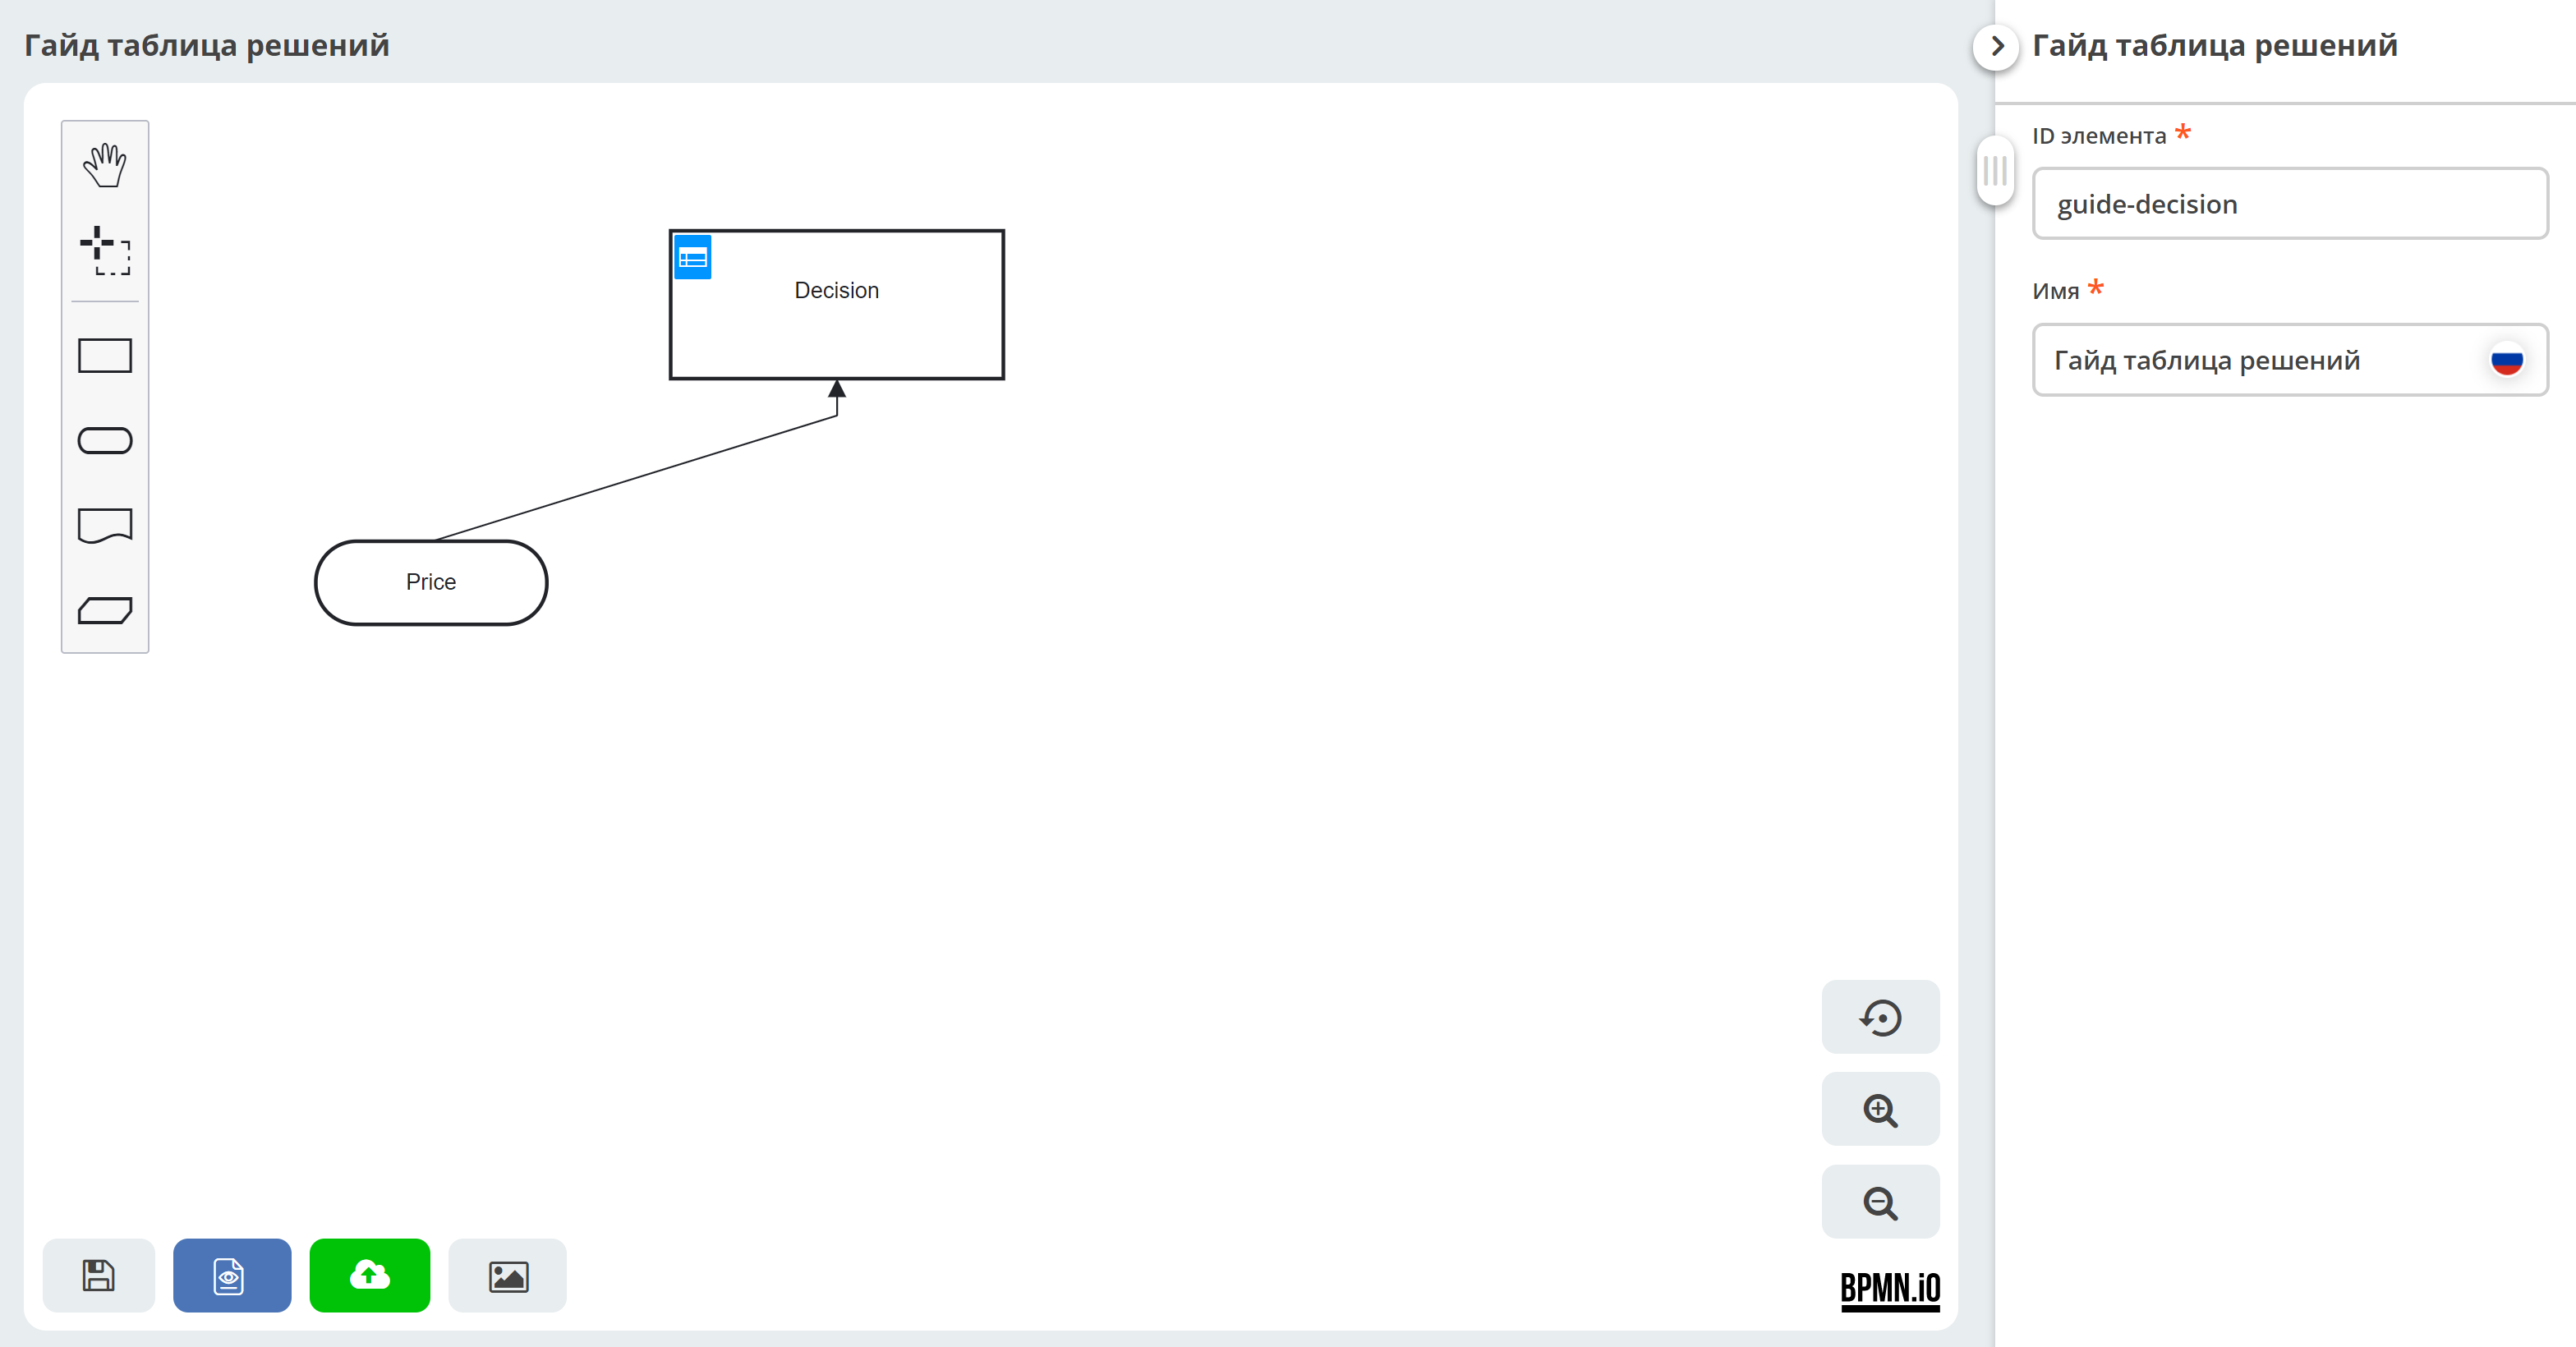 Гайд таблица решений
Decision
Price
BPMN.iO
Гайд таблица решений
ID элемента *
guide-decision
Имя *
Гайд таблица решений